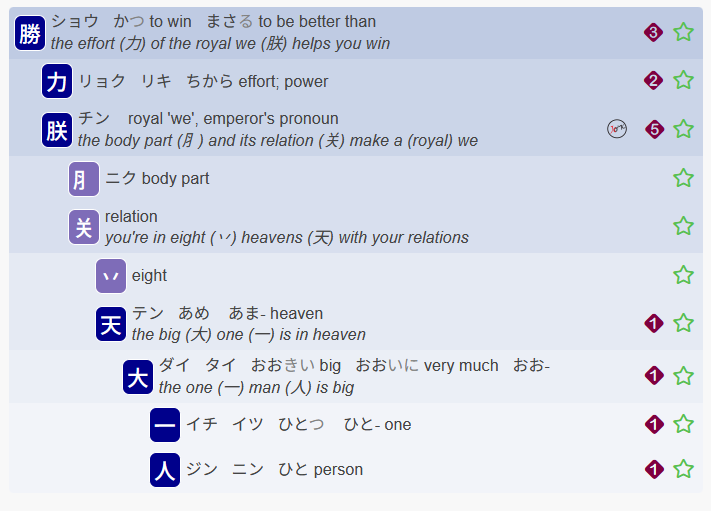 勝 ショウ かつ to win まさる to be better than 3
the effort (力) of the royal we (朕) helps you win
力 リョク リキ ちから effort; power 2
朕 チン royal 'we', emperor's pronoun 5
the body part (⺼) and its relation (关) make a (royal) we
⺼ ニク body part
关 relation
you're in eight (丷) heavens (天) with your relations
丷 eight
天 テン あめ あま- heaven 1
the big (大) one (一) is in heaven
大 ダイ タイ おおきい big おおいに very much おお- 1
the one (一) man (人) is big
一 イチ イツ ひとつ ひと- one 1
人 ジン ニン ひと person 1